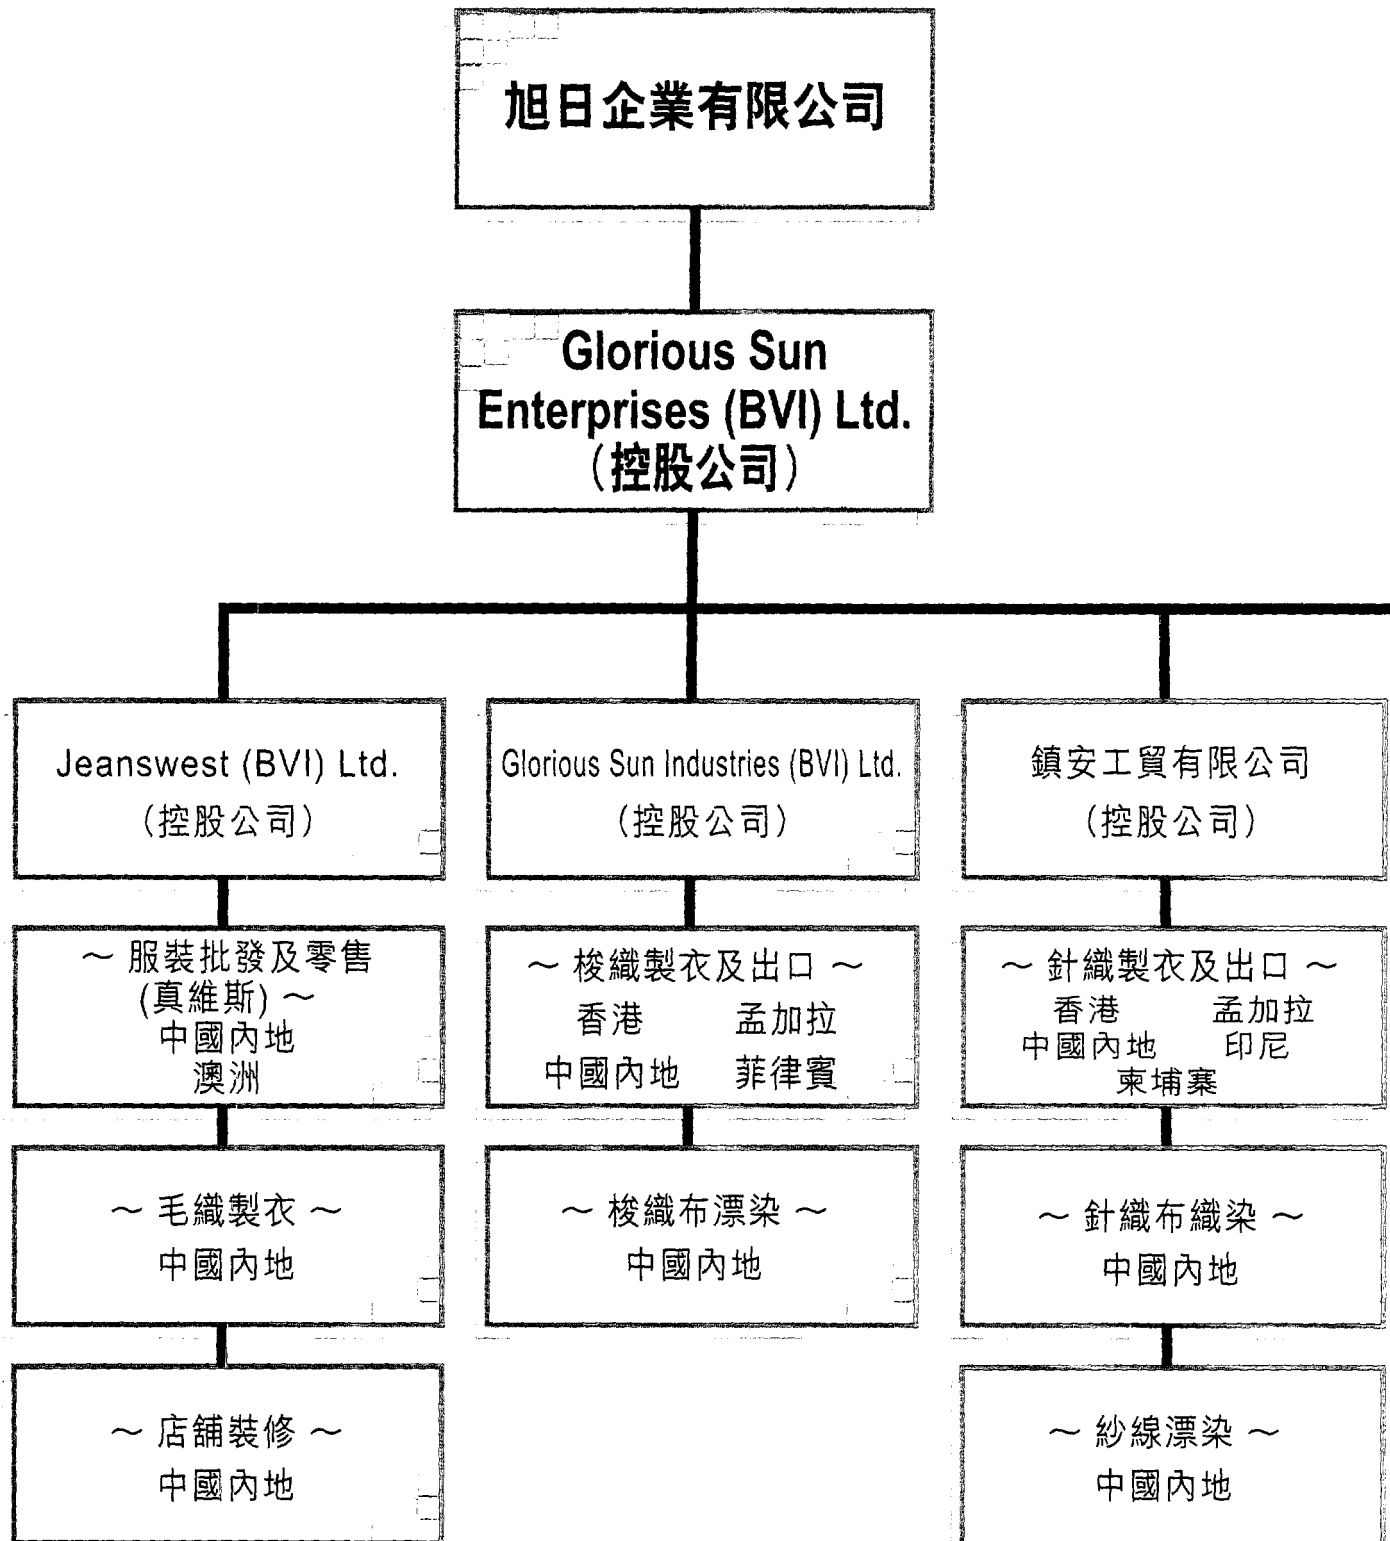 旭日企業有限公司
Glorious Sun
Enterprises (BVI) Ltd.
（控股公司）
Jeanswest (BVI) Ltd.
（控股公司）
Glorious Sun Industries (BVI) Ltd.
（控股公司）
鎮安工貿有限公司
（控股公司）
～ 服裝批發及零售
(真維斯) ～
中國內地
澳洲
～ 梭織製衣及出口 ～
香港 孟加拉
中國內地 菲律賓
～ 針織製衣及出口 ～
香港 孟加拉
中國內地 印尼
柬埔寨
～ 毛織製衣 ～
中國內地
～ 梭織布漂染 ～
中國內地
～ 針織布織染 ～
中國內地
～ 店舖裝修 ～
中國內地
～ 紗線漂染 ～
中國內地